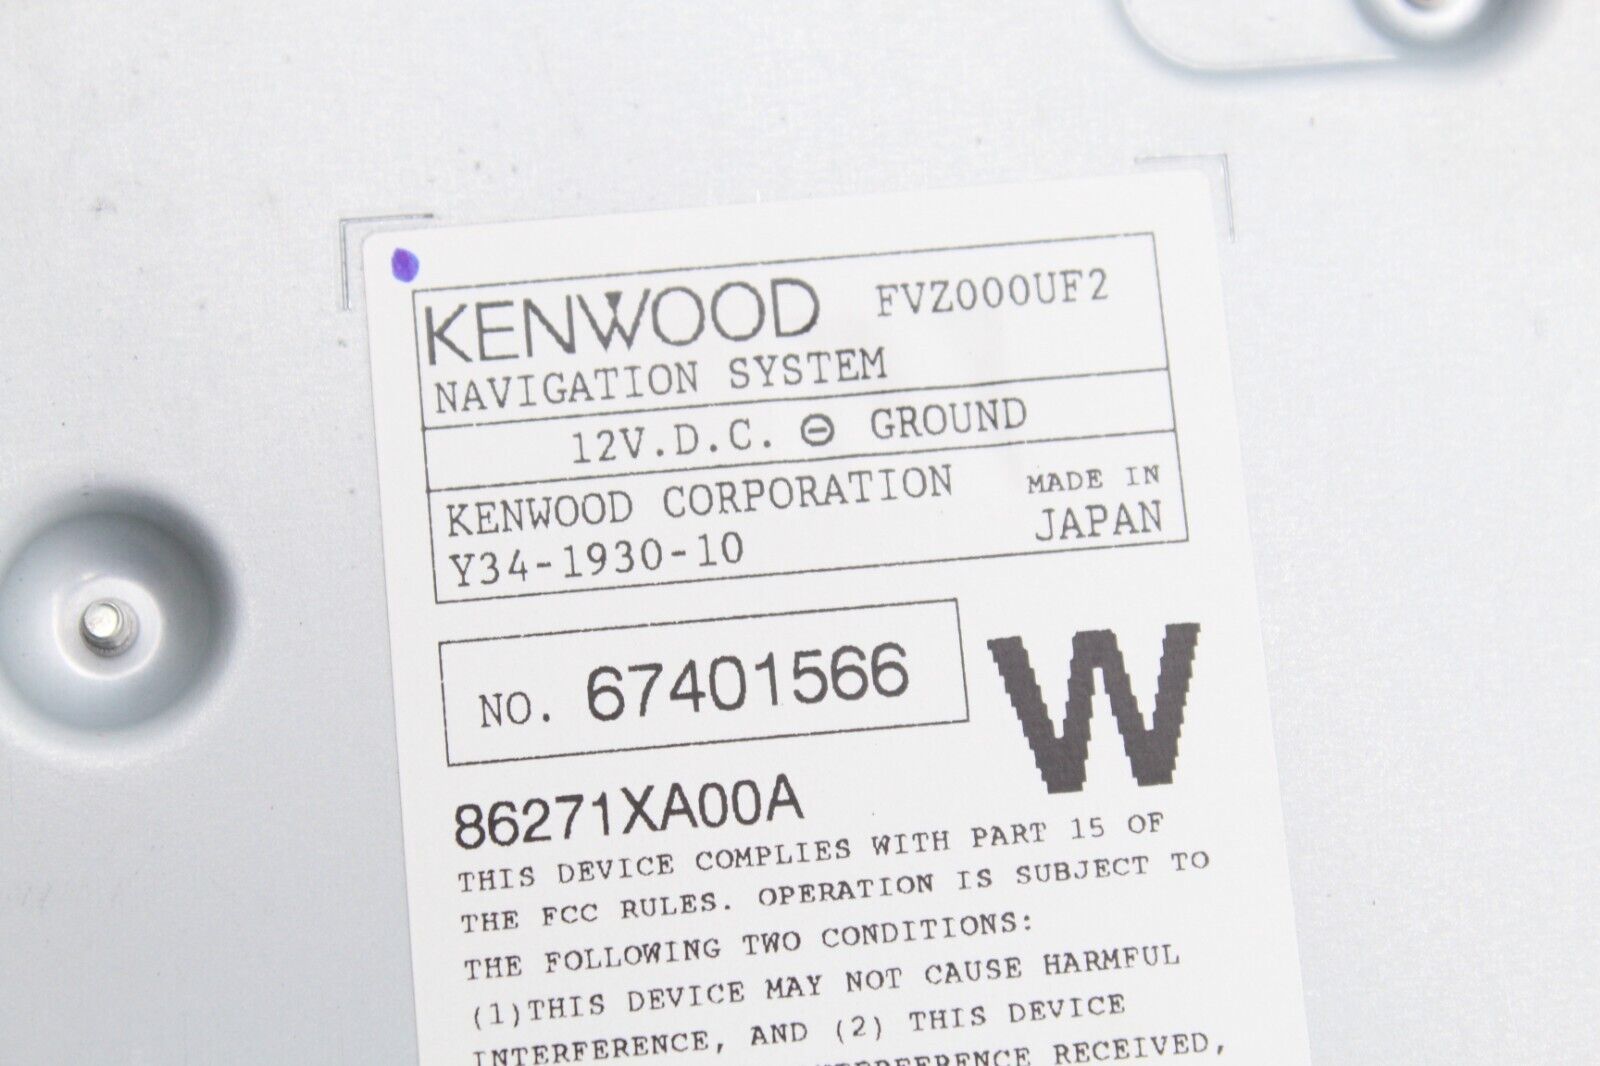 KENWOOD FVZ000UF2
NAVIGATION SYSTEM
12V.D.C. ⊖ GROUND
KENWOOD CORPORATION MADE IN
Y34-1930-10 JAPAN
NO. 67401566
W
86271XA00A
THIS DEVICE COMPLIES WITH PART 15 OF
THE FCC RULES. OPERATION IS SUBJECT TO
THE FOLLOWING TWO CONDITIONS:
(1)THIS DEVICE MAY NOT CAUSE HARMFUL
INTERFERENCE, AND (2) THIS DEVICE
RECEIVED,